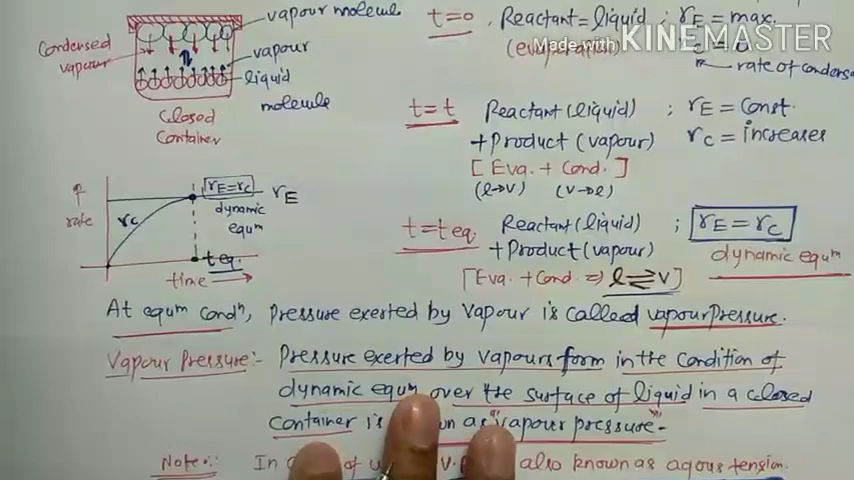 vapour molecule
Condensed
vapour
vapour
liquid
molecule
Closed
Container
t=0 Reactant=liquid ; rE = max.
(evaporation)
Made with KINEMASTER
rate of condensa
t=t Reactant (liquid) ; rE = Const.
+Product (vapour) rc = increases
[Eva. + Cond.]
(l→v) (v→l)
t=teq. Reactant (liquid) ; rE = rc
+Product (vapour) dynamic equm
[Eva. + Cond. ⇒ l⇌v]
↑
rate
rc
rE=rc
rE
dynamic
equm
teq.
time →
At equm Condn, Pressure exerted by Vapour is called vapour Pressure.
Vapour Pressure:- Pressure exerted by vapours form in the Condition of
dynamic equm over the surface of liquid in a closed
Container is as vapour pressure.
Note:- In of V.P. also known as aqous tension.